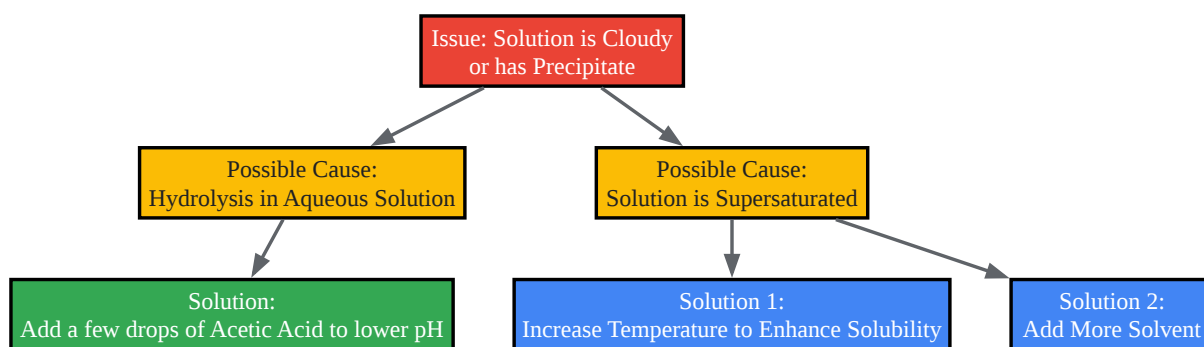 Issue: Solution is Cloudy
or has Precipitate
Possible Cause:
Hydrolysis in Aqueous Solution
Possible Cause:
Solution is Supersaturated
Solution:
Add a few drops of Acetic Acid to lower pH
Solution 1:
Increase Temperature to Enhance Solubility
Solution 2:
Add More Solvent